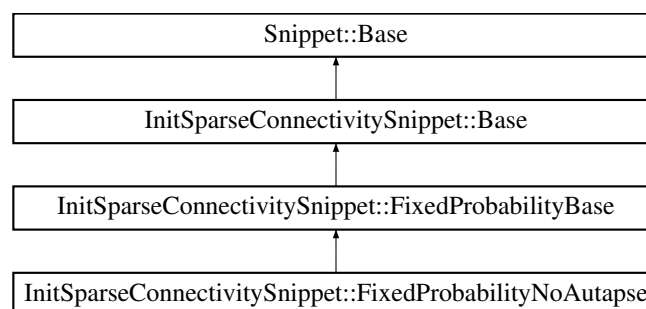 Snippet::Base
InitSparseConnectivitySnippet::Base
InitSparseConnectivitySnippet::FixedProbabilityBase
InitSparseConnectivitySnippet::FixedProbabilityNoAutapse